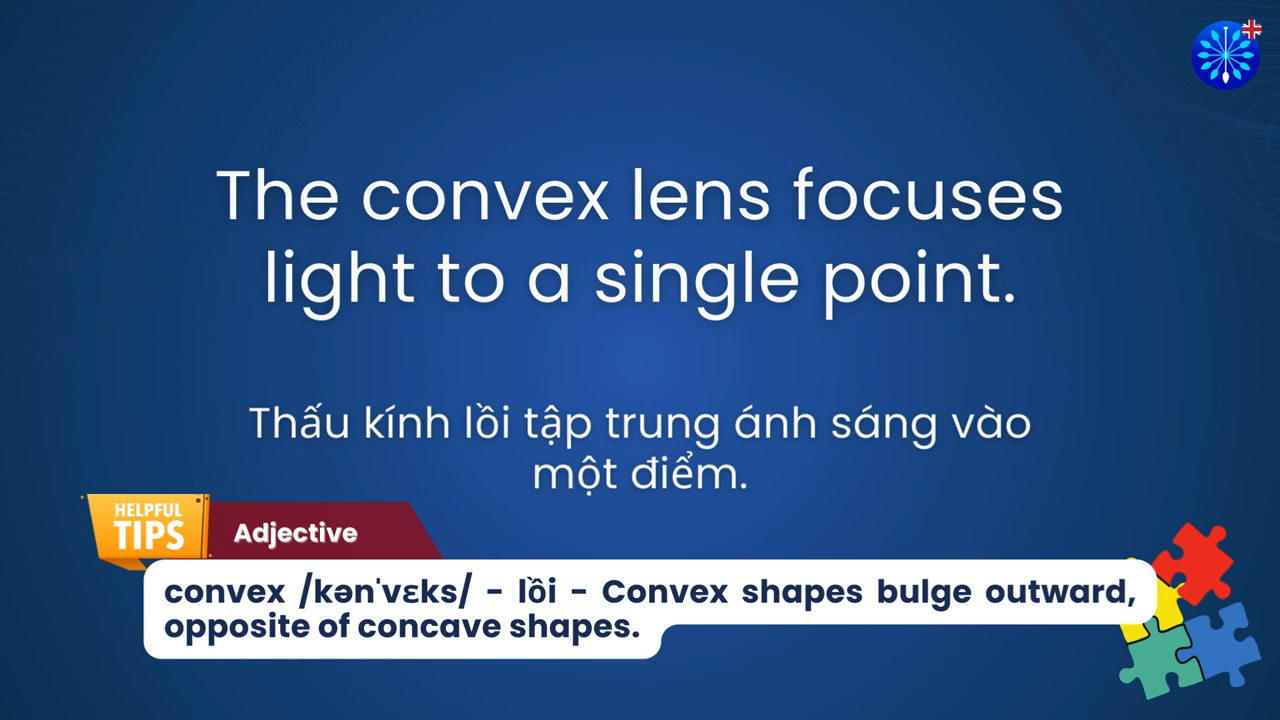 The convex lens focuses
light to a single point.
Thấu kính lồi tập trung ánh sáng vào
một điểm.
HELPFUL
TIPS
Adjective
convex /kənˈvɛks/ - lồi - Convex shapes bulge outward,
opposite of concave shapes.